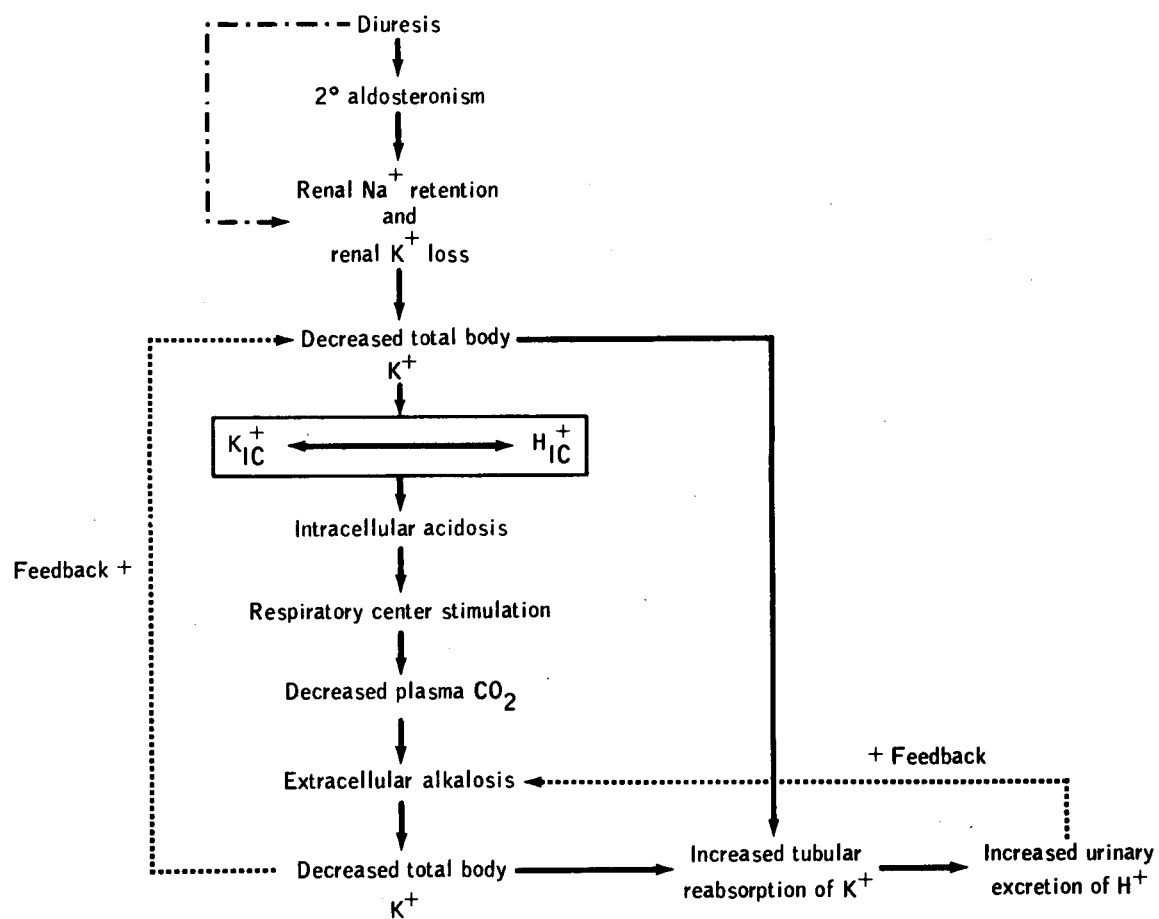 Diuresis
2° aldosteronism
Renal Na+ retention
and
renal K+ loss
Decreased total body
K+
K+IC H+IC
Intracellular acidosis
Feedback +
Respiratory center stimulation
Decreased plasma CO2
+ Feedback
Extracellular alkalosis
Decreased total body
K+
Increased tubular
reabsorption of K+
Increased urinary
excretion of H+